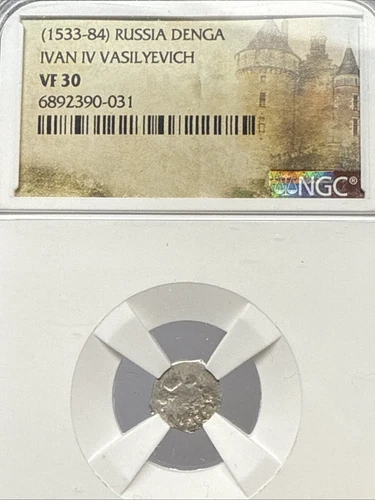 (1533-84) RUSSIA DENGA
IVAN IV VASILYEVICH
VF 30
6892390-031
NGC®